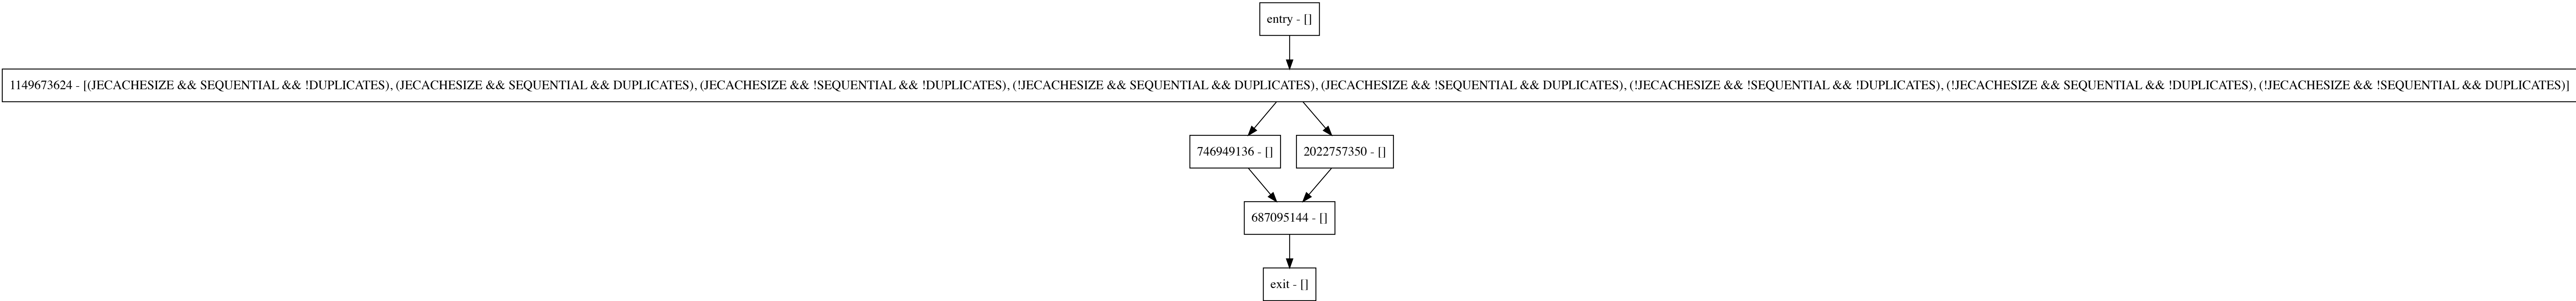 entry - []
1149673624 - [(JECACHESIZE && SEQUENTIAL && !DUPLICATES), (JECACHESIZE && SEQUENTIAL && DUPLICATES), (JECACHESIZE && !SEQUENTIAL && !DUPLICATES), (!JECACHESIZE && SEQUENTIAL && DUPLICATES), (JECACHESIZE && !SEQUENTIAL && DUPLICATES), (!JECACHESIZE && !SEQUENTIAL && !DUPLICATES), (!JECACHESIZE && SEQUENTIAL && !DUPLICATES), (!JECACHESIZE && !SEQUENTIAL && DUPLICATES)]
746949136 - []
2022757350 - []
687095144 - []
exit - []